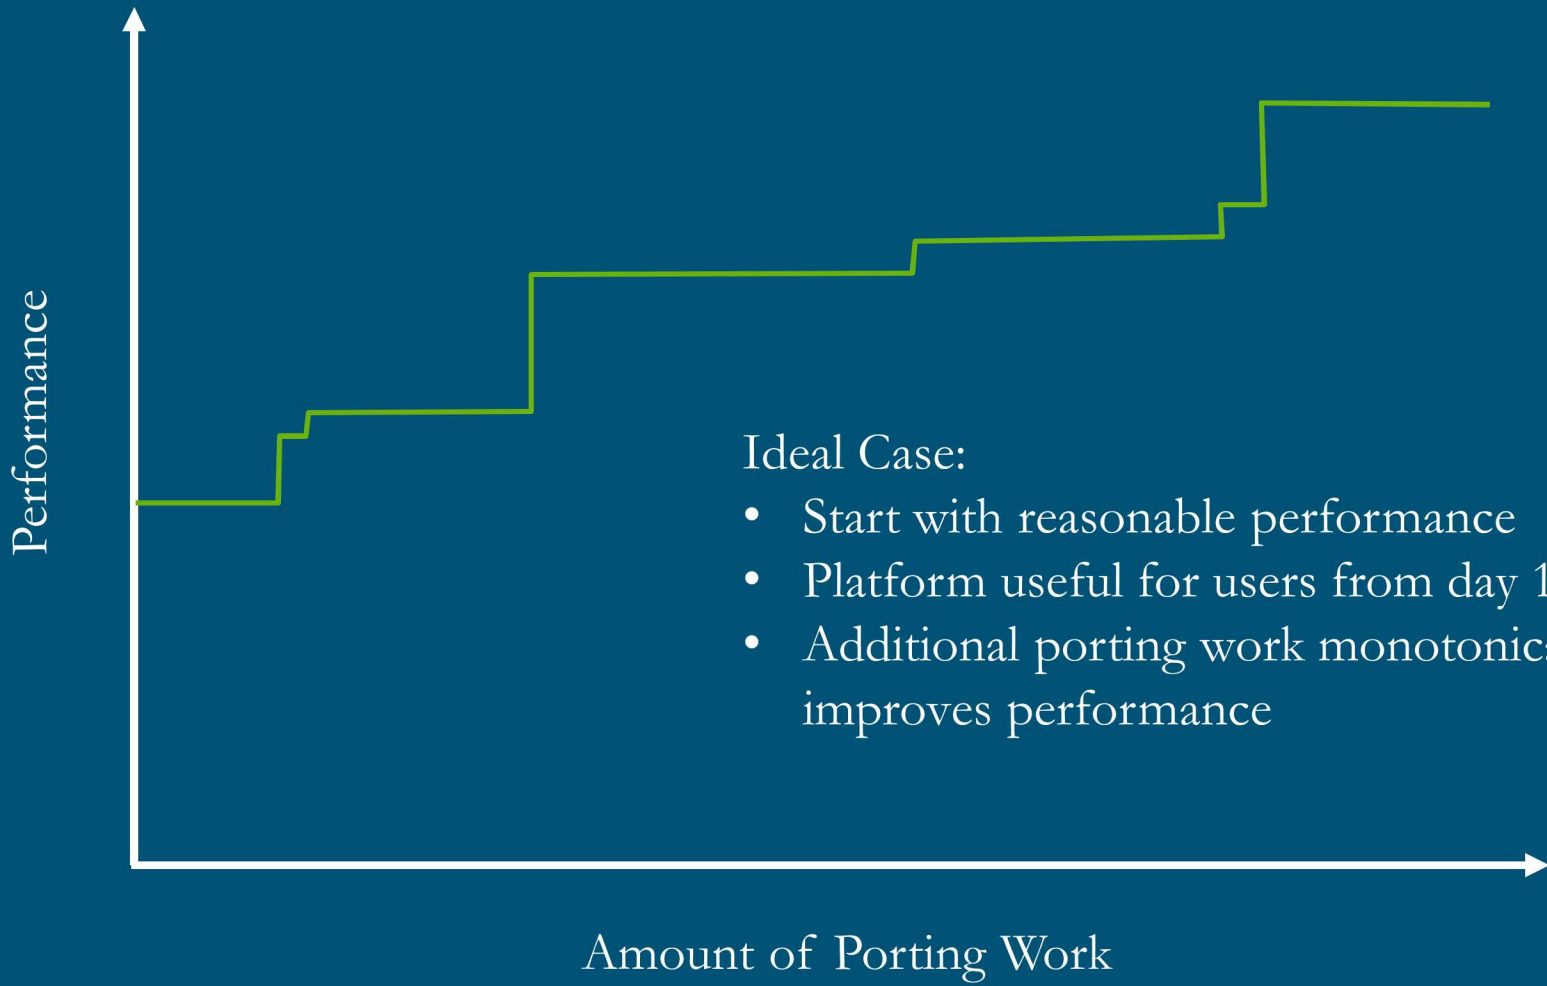 Performance
Ideal Case:
• Start with reasonable performance
• Platform useful for users from day 1
• Additional porting work
improves performance
Amount of Porting Work